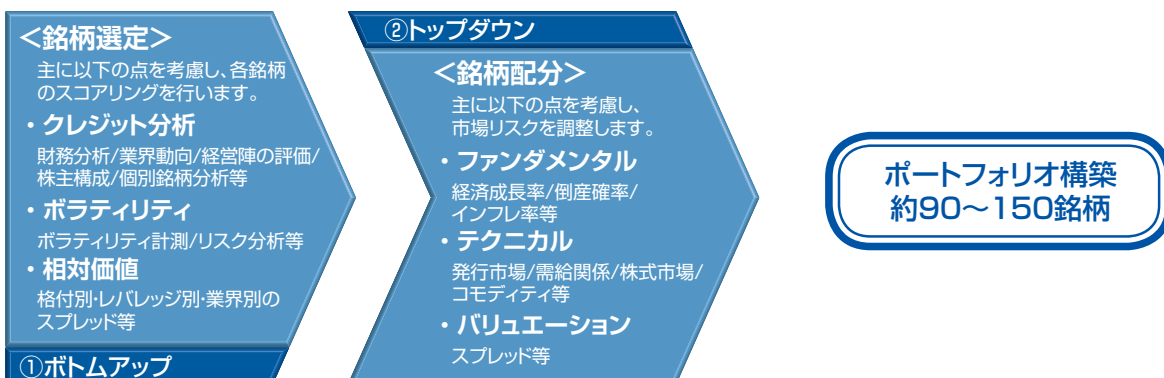 ＜銘柄選定＞
主に以下の点を考慮し、各銘柄
のスコアリングを行います。
・クレジット分析
財務分析/業界動向/経営陣の評価/
株主構成/個別銘柄分析等
・ボラティリティ
ボラティリティ計測/リスク分析等
・相対価値
格付別・レバレッジ別・業界別の
スプレッド等
①ボトムアップ
②トップダウン
＜銘柄配分＞
主に以下の点を考慮し、
市場リスクを調整します。
・ファンダメンタル
経済成長率/倒産確率/
インフレ率等
・テクニカル
発行市場/需給関係/株式市場/
コモディティ等
・バリュエーション
スプレッド等
ポートフォリオ構築
約90～150銘柄